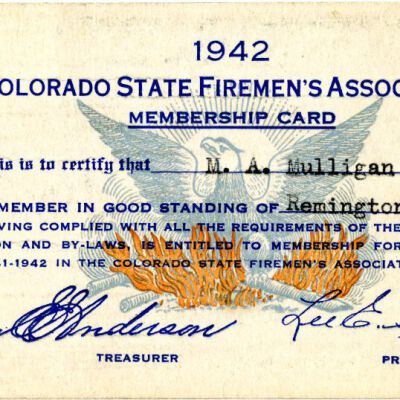 1942
COLORADO STATE FIREMEN'S ASSOC
MEMBERSHIP CARD
is is to certify that M. A. Mulligan
MEMBER IN GOOD STANDING OF Remington
VING COMPLIED WITH ALL THE REQUIREMENTS OF THE
ON AND BY-LAWS, IS ENTITLED TO MEMBERSHIP FOR
1-1942 IN THE COLORADO STATE FIREMEN'S ASSOCIAT
Anderson Lee E.
TREASURER PR